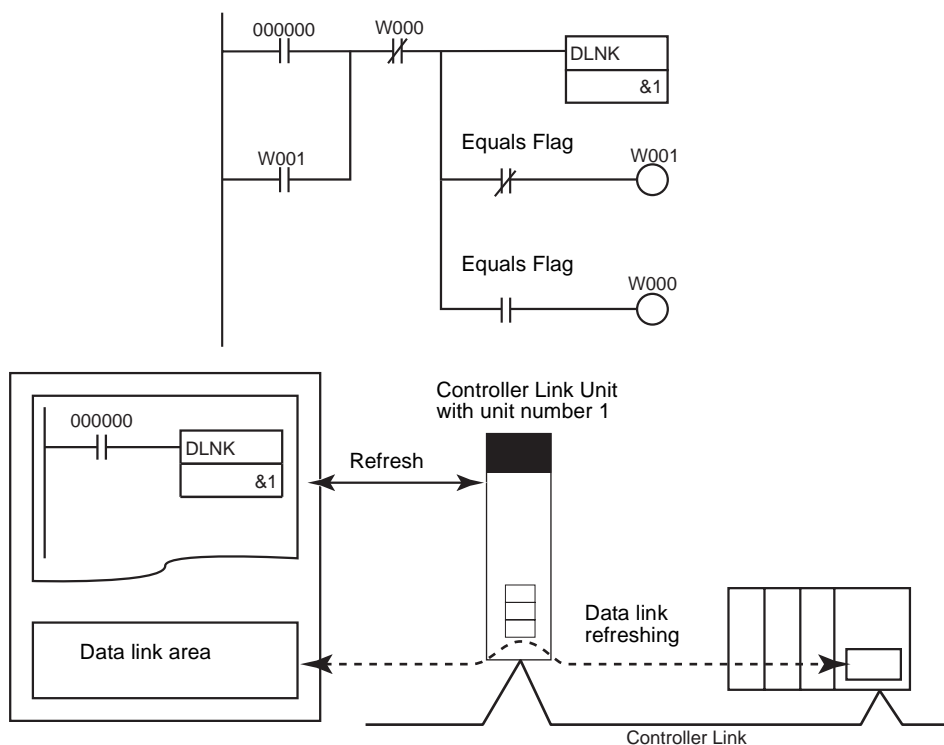 000000
W000
DLNK
&1
W001
Equals Flag
W001
Equals Flag
W000
Controller Link Unit
with unit number 1
000000
DLNK
&1
Refresh
Data link
refreshing
Data link area
Controller Link